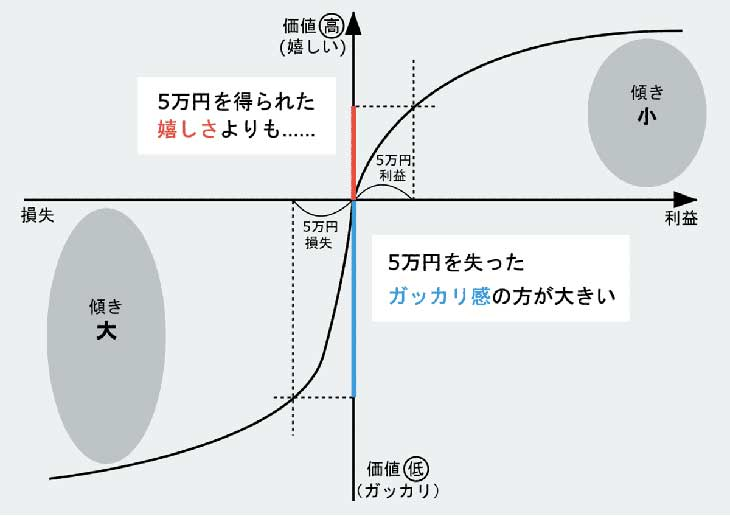 価値高
(嬉しい)
5万円を得られた
嬉しさよりも……
傾き
小
5万円
利益
損失
利益
5万円
損失
5万円を失った
ガッカリ感の方が大きい
傾き
大
価値低
(ガッカリ)